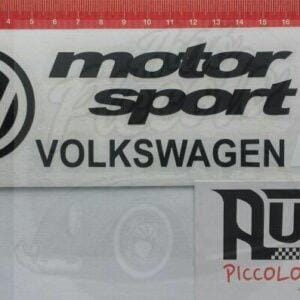 2 3 4 5 6 7 8 9 10 11 12 13 14 15 16
motor
sport
VOLKSWAGEN
PICCOLO